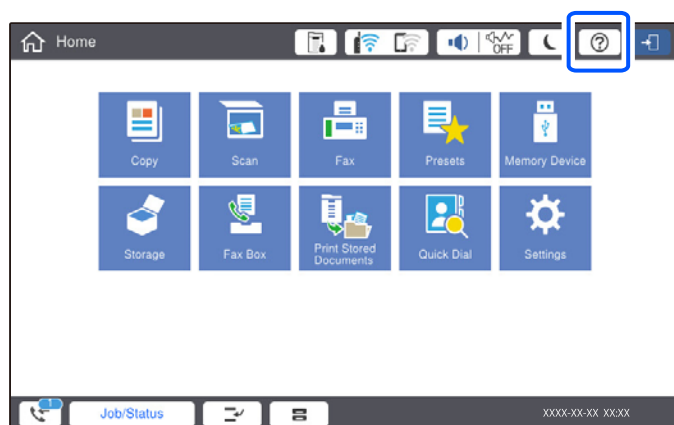 Home
OFF
?
Copy
Scan
Fax
Presets
Memory Device
Storage
Fax Box
Print Stored
Documents
Quick Dial
Settings
1
Job/Status
XXXX-XX-XX XX:XX